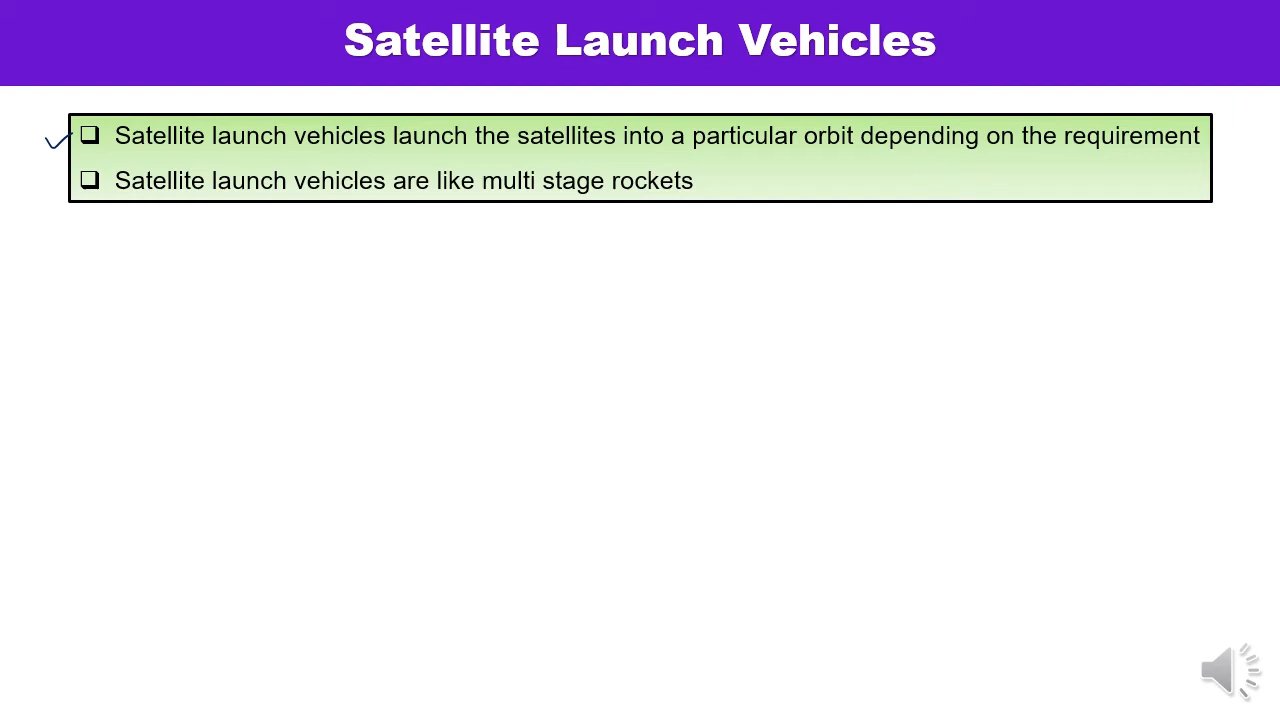 Satellite Launch Vehicles
Satellite launch vehicles launch the satellites into a particular orbit depending on the requirement
Satellite launch vehicles are like multi stage rockets